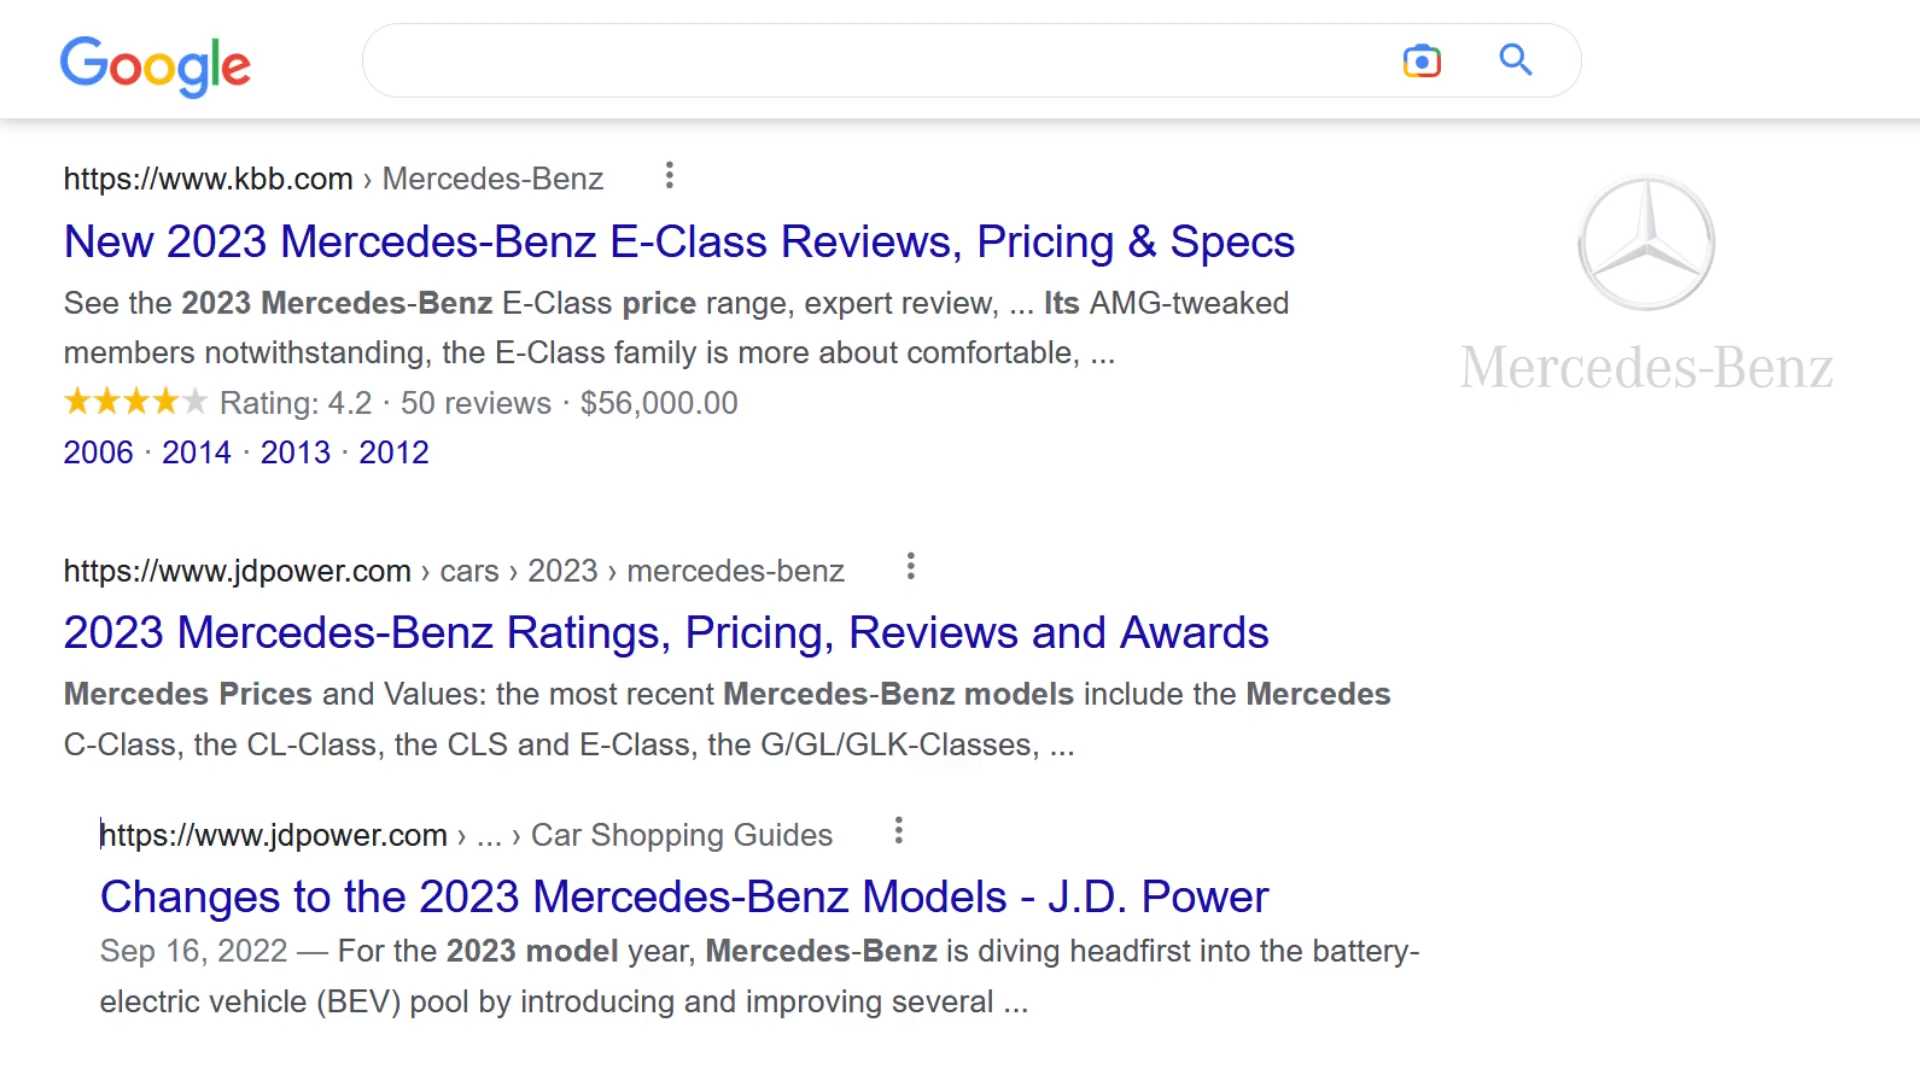 Google
https://www.kbb.com › Mercedes-Benz
New 2023 Mercedes-Benz E-Class Reviews, Pricing & Specs
See the 2023 Mercedes-Benz E-Class price range, expert review, ... Its AMG-tweaked
members notwithstanding, the E-Class family is more about comfortable, ...
Rating: 4.2 · 50 reviews · $56,000.00
2006 · 2014 · 2013 · 2012
Mercedes-Benz
https://www.jdpower.com › cars › 2023 › mercedes-benz
2023 Mercedes-Benz Ratings, Pricing, Reviews and Awards
Mercedes Prices and Values: the most recent Mercedes-Benz models include the Mercedes
C-Class, the CL-Class, the CLS and E-Class, the G/GL/GLK-Classes, ...
https://www.jdpower.com › ... › Car Shopping Guides
Changes to the 2023 Mercedes-Benz Models - J.D. Power
Sep 16, 2022 — For the 2023 model year, Mercedes-Benz is diving headfirst into the battery-
electric vehicle (BEV) pool by introducing and improving several ...